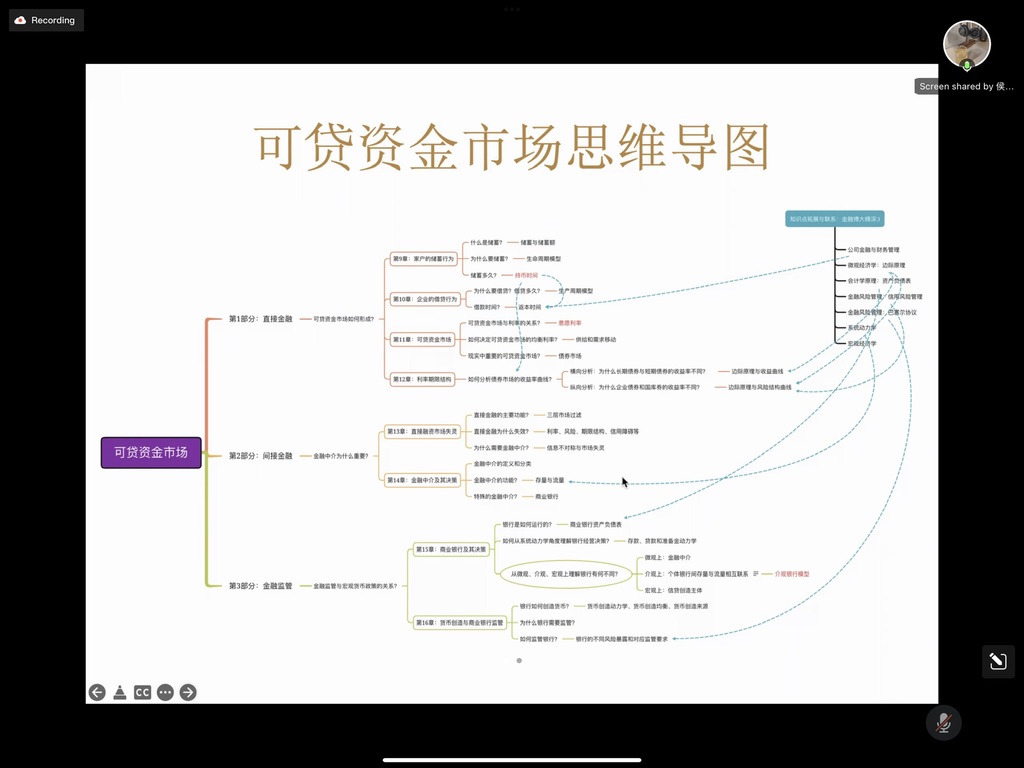 Recording
Screen shared by 侯...
可贷资金市场思维导图
知识点拓展与联系：金融博大精深
公司金融与财务管理
微观经济学：边际原理
会计学原理：资产负债表
金融风险管理：信用风险管理
金融风险管理：巴塞尔协议
系统动力学
宏观经济学
可贷资金市场
第1部分：直接金融
可贷资金市场如何形成？
第9章：家户的储蓄行为
什么是储蓄？
储蓄与储蓄额
为什么要储蓄？
生命周期模型
储蓄多久？
持币时间
第10章：企业的借贷行为
为什么要借贷？借贷多久？
生产周期模型
借款时间？
返本时间
第11章：可贷资金市场
可贷资金市场与利率的关系？
意愿利率
如何决定可贷资金市场的均衡利率？
供给和需求移动
现实中重要的可贷资金市场？
债券市场
第12章：利率期限结构
如何分析债券市场的收益率曲线？
横向分析：为什么长期债券与短期债券的收益率不同？
边际原理与收益曲线
纵向分析：为什么企业债券和国库券的收益率不同？
边际原理与风险结构曲线
第2部分：间接金融
金融中介为什么重要？
第13章：直接融资市场失灵
直接金融的主要功能？
三层市场过滤
直接金融为什么失效？
利率、风险、期限结构、信用障碍等
为什么需要金融中介？
信息不对称与市场失灵
第14章：金融中介及其决策
金融中介的定义和分类
金融中介的功能？
存量与流量
特殊的金融中介？
商业银行
第3部分：金融监管
金融监管与宏观货币政策的关系？
第15章：商业银行及其决策
银行是如何运行的？
商业银行资产负债表
如何从系统动力学角度理解银行经营决策？
存款、贷款和准备金动力学
从微观、介观、宏观上理解银行有何不同？
微观上：金融中介
介观上：个体银行间存量与流量相互联系
介观银行模型
宏观上：信贷创造主体
第16章：货币创造与商业银行监管
银行如何创造货币？
货币创造动力学、货币创造均衡、货币创造来源
为什么银行需要监管？
如何监管银行？
银行的不同风险暴露和对应监管要求
CC